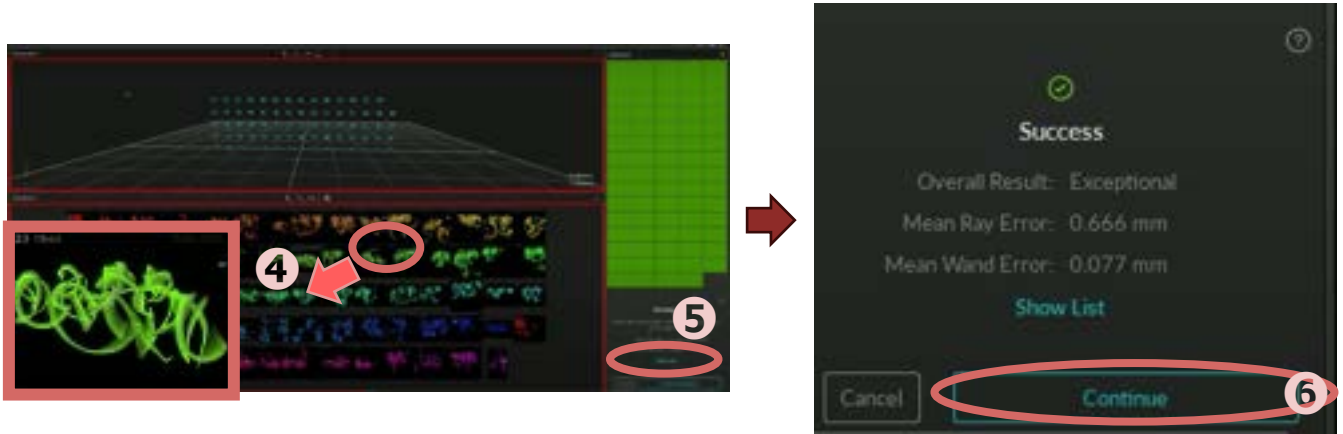 4
5
Success
Overall Result: Exceptional
Mean Ray Error: 0.666 mm
Mean Wand Error: 0.077 mm
Show List
Cancel
Continue
6